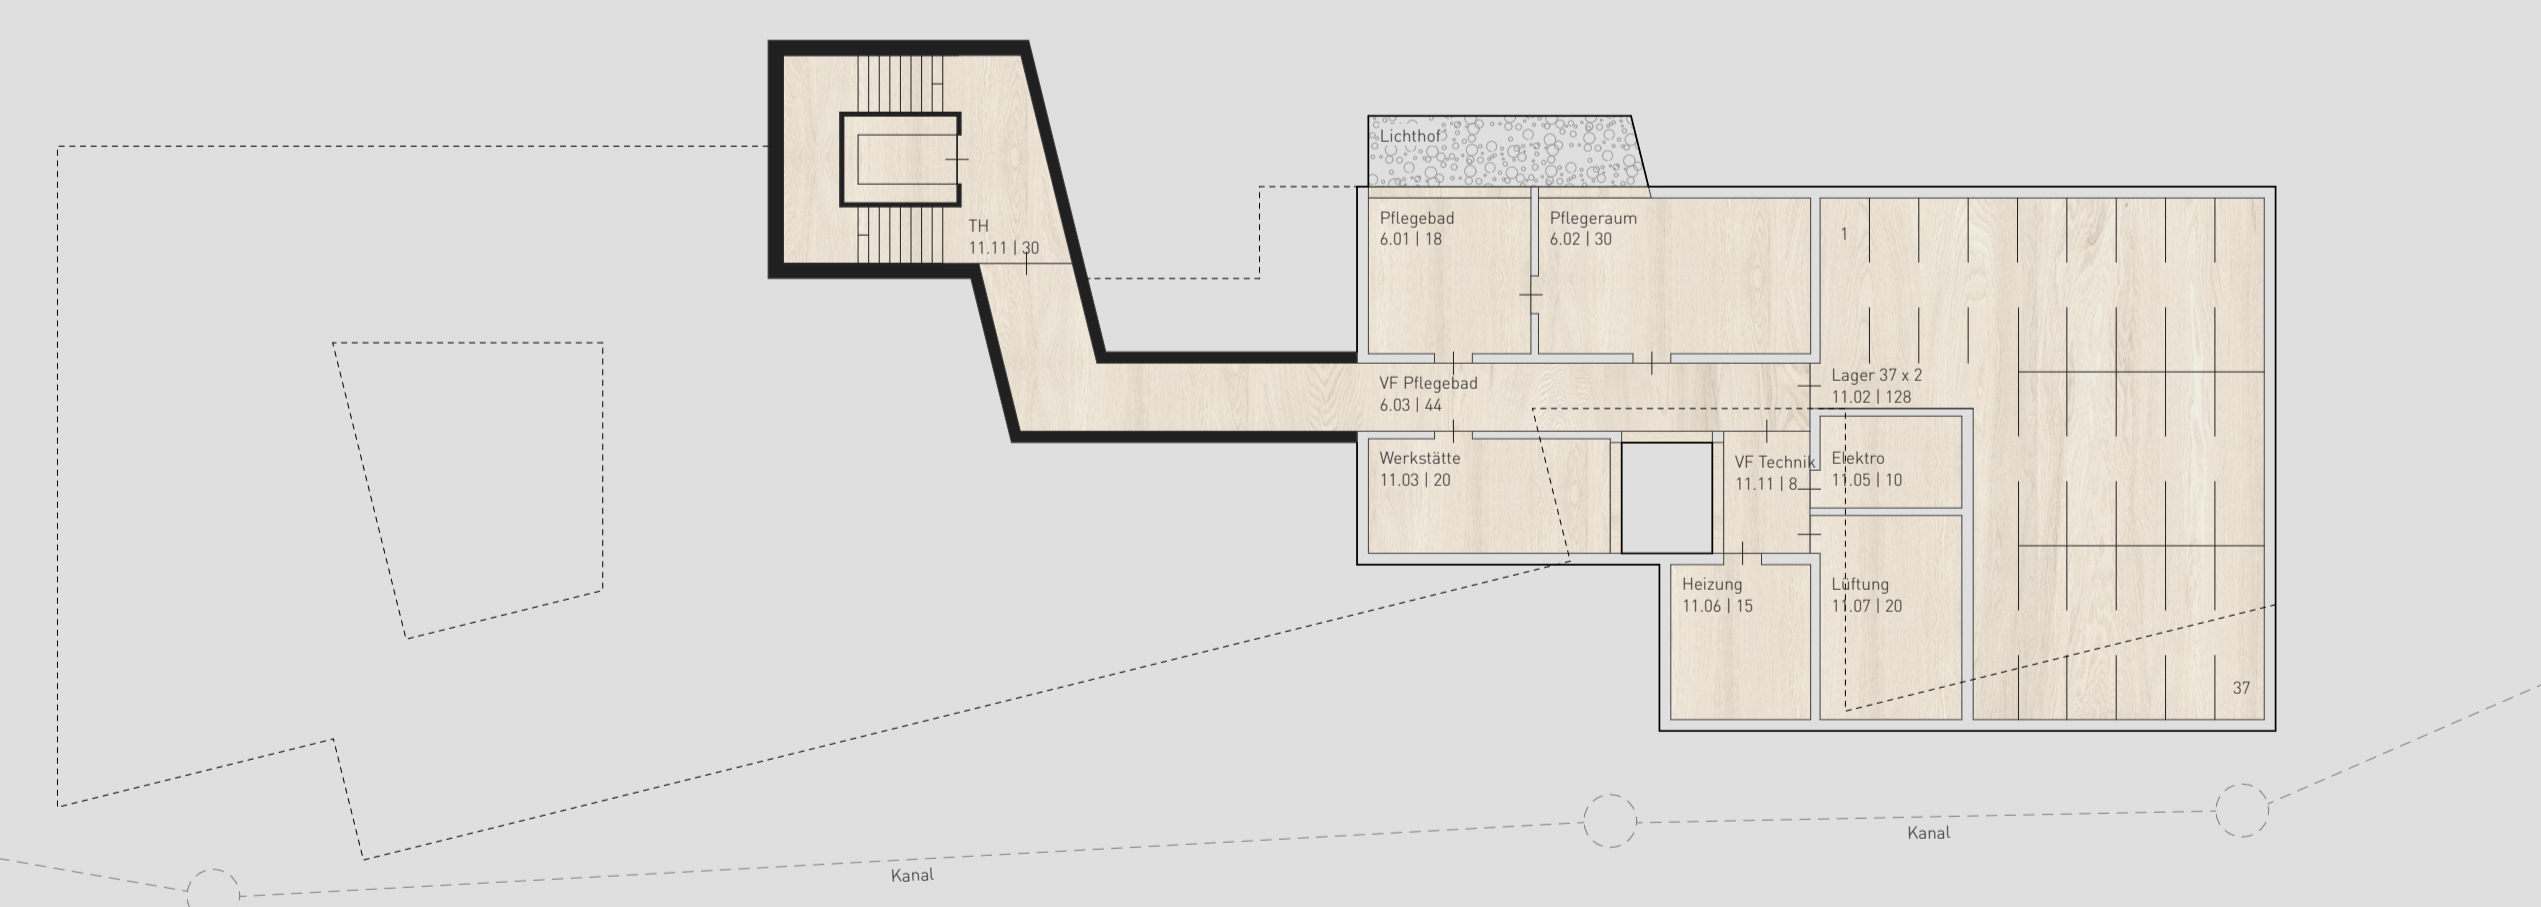 Lichthof
TH
11.11 | 30
Pflegebad
6.01 | 18
Pflegeraum
6.02 | 30
1
VF Pflegebad
6.03 | 44
Lager 37 x 2
11.02 | 128
Werkstätte
11.03 | 20
VF Technik
11.11 | 8
Elektro
11.05 | 10
Heizung
11.06 | 15
Lüftung
11.07 | 20
37
Kanal
Kanal